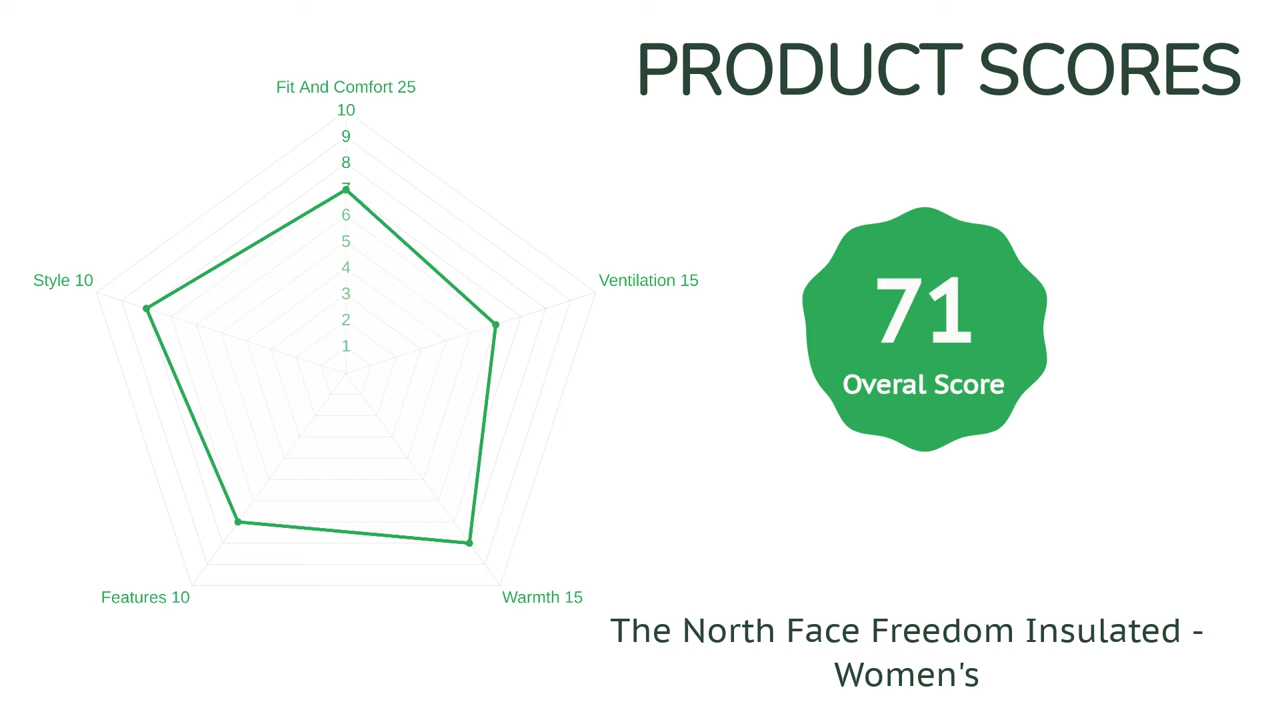 PRODUCT SCORES
Fit And Comfort 25
10
9
8
7
6
5
4
3
2
1
Style 10
Ventilation 15
Features 10
Warmth 15
71
Overal Score
The North Face Freedom Insulated -
Women's